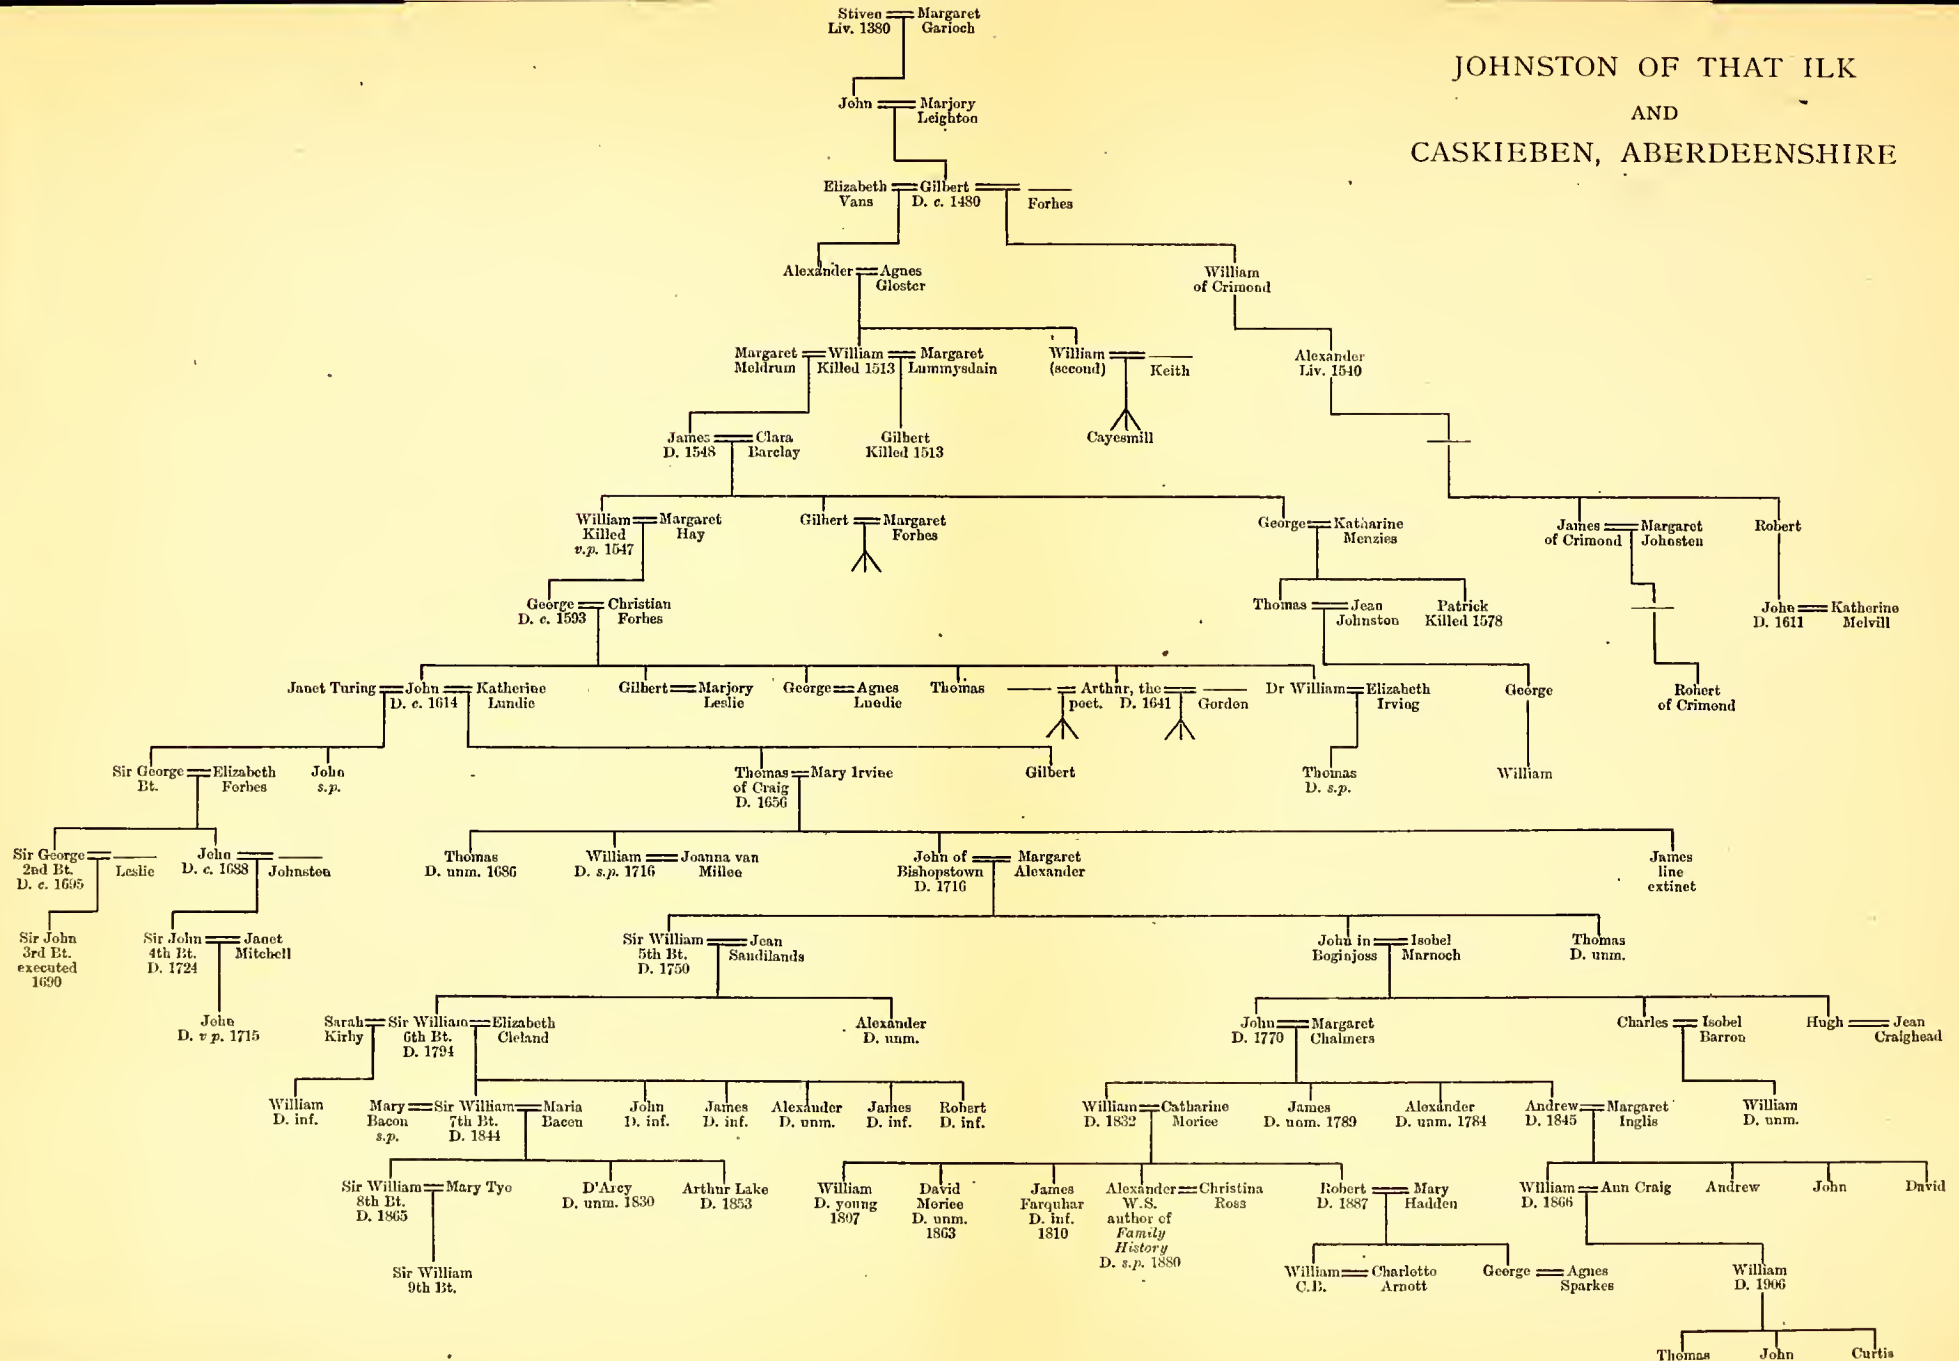 JOHNSTON OF THAT ILK
AND
CASKIEBEN, ABERDEENSHIRE
Stiven Margaret
Liv. 1380 Garioch
John Marjory
Leighton
Elizabeth Gilbert
Vans D. c. 1480 Forbes
Alexander Agnes
Gloster
William
of Crimond
Margaret William Margaret
Meldrum Killed 1513 Lummysdain
William
(second) Keith
Alexander
Liv. 1540
James Clara
D. 1548 Barclay
Gilbert
Killed 1513
Cayesmill
William Margaret
Killed Hay
v.p. 1547
Gilbert Margaret
Forbes
George Katharine
Menzies
James Margaret
of Crimond Johnston
Robert
George Christian
D. c. 1593 Forbes
Thomas Jean
Johnston
Patrick
Killed 1578
John Katherine
D. 1611 Melvill
Janet Turing John Katherine
D. c. 1614 Lundie
Gilbert Marjory
Leslie
George Agnes
Lundie
Thomas
Arthur, the
poet. D. 1641 Gordon
Dr William Elizabeth
Irving
George
Robert
of Crimond
Sir George Elizabeth
Bt. Forbes
John
s.p.
Thomas Mary Irvine
of Craig
D. 1656
Gilbert
Thomas
D. s.p.
William
Sir George
2nd Bt. Leslie
D. c. 1695
John
D. c. 1688 Johnston
Thomas
D. unm. 1686
William Joanna van
D. s.p. 1716 Millen
John of Margaret
Bishopstown Alexander
D. 1716
James
line
extinct
Sir John
3rd Bt.
executed
1690
Sir John Janet
4th Bt. Mitchell
D. 1724
Sir William Jean
5th Bt. Sandilands
D. 1750
John in Isobel
Boginjoss Marnoch
Thomas
D. unm.
John
D. v p. 1715
Sarah Sir William Elizabeth
Kirby 6th Bt. Cleland
D. 1794
Alexander
D. unm.
John Margaret
D. 1770 Chalmers
Charles Isobel
Barron
Hugh Jean
Craighead
William
D. inf.
Mary Sir William Maria
Bacon 7th Bt. Bacon
s.p. D. 1844
John
D. inf.
James
D. inf.
Alexander
D. unm.
James
D. inf.
Robert
D. inf.
William Catharine
D. 1832 Morice
James
D. unm. 1789
Alexander
D. unm. 1784
Andrew Margaret
D. 1845 Inglis
William
D. unm.
Sir William Mary Tyo
8th Bt.
D. 1865
D'Arcy
D. unm. 1830
Arthur Lake
D. 1853
William
D. young
1807
David
Morice
D. unm.
1863
James
Farquhar
D. inf.
1810
Alexander Christina
W.S. Ross
author of
Family
History
D. s.p. 1880
Robert Mary
D. 1887 Hadden
William Ann Craig
D. 1866
Andrew
John
David
Sir William
9th Bt.
William Charlotte
C.B. Arnott
George Agnes
Sparkes
William
D. 1906
Thomas
John
Curtis